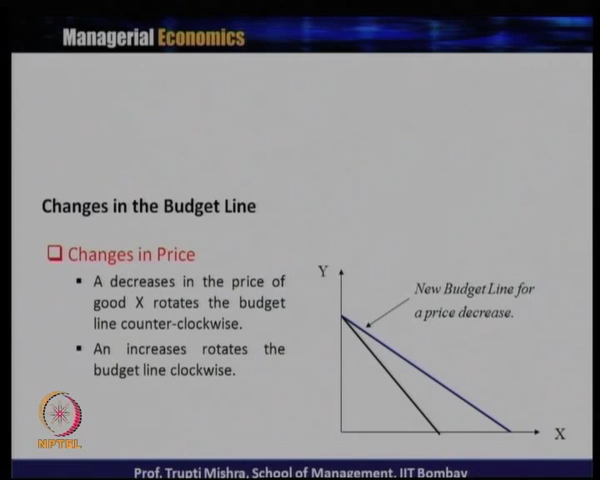 Managerial Economics
Changes in the Budget Line
Changes in Price
A decreases in the price of
good X rotates the budget
line counter-clockwise.
An increases rotates the
budget line clockwise.
Y
New Budget Line for
a price decrease.
X
NPTEL
Prof. Trupti Mishra, School of Management, IIT Bombay